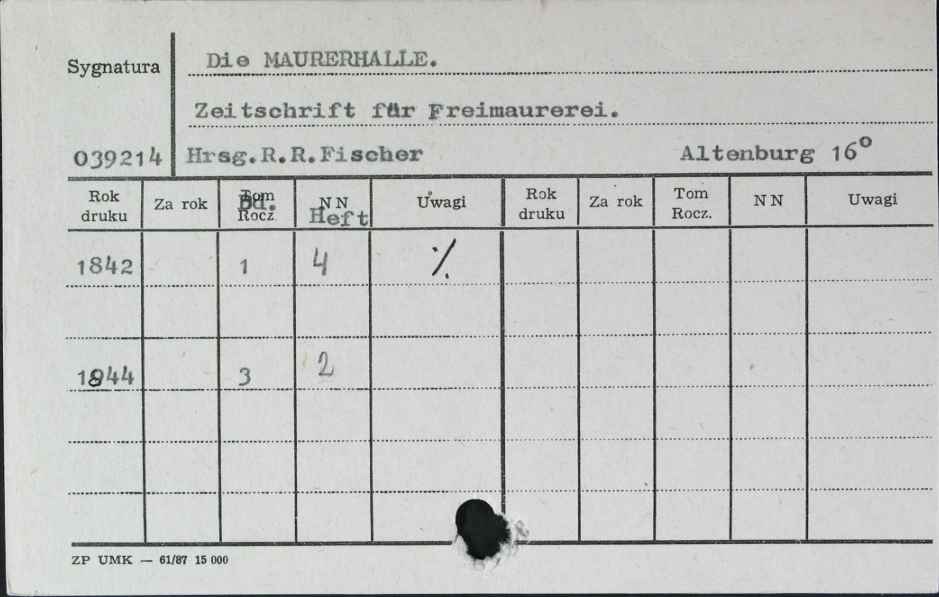 Sygnatura Die MAURERHALLE.
Zeitschrift für Freimaurerei.
039214 Hrsg.R.R.Fischer Altenburg 16°
Rok druku Za rok Tom Rocz. Bd. NN Heft Uwagi Rok druku Za rok Tom Rocz. NN Uwagi
1842 1 4 ·/.
1844 3 2
ZP UMK — 61/87 15 000